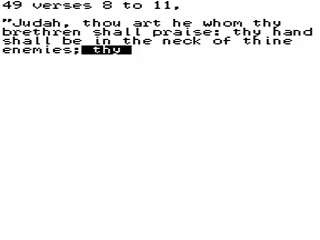 49 verses 8 to 11,
"Judah, thou art he whom thy
brethren shall praise: thy hand
shall be in the neck of thine
enemies; thy